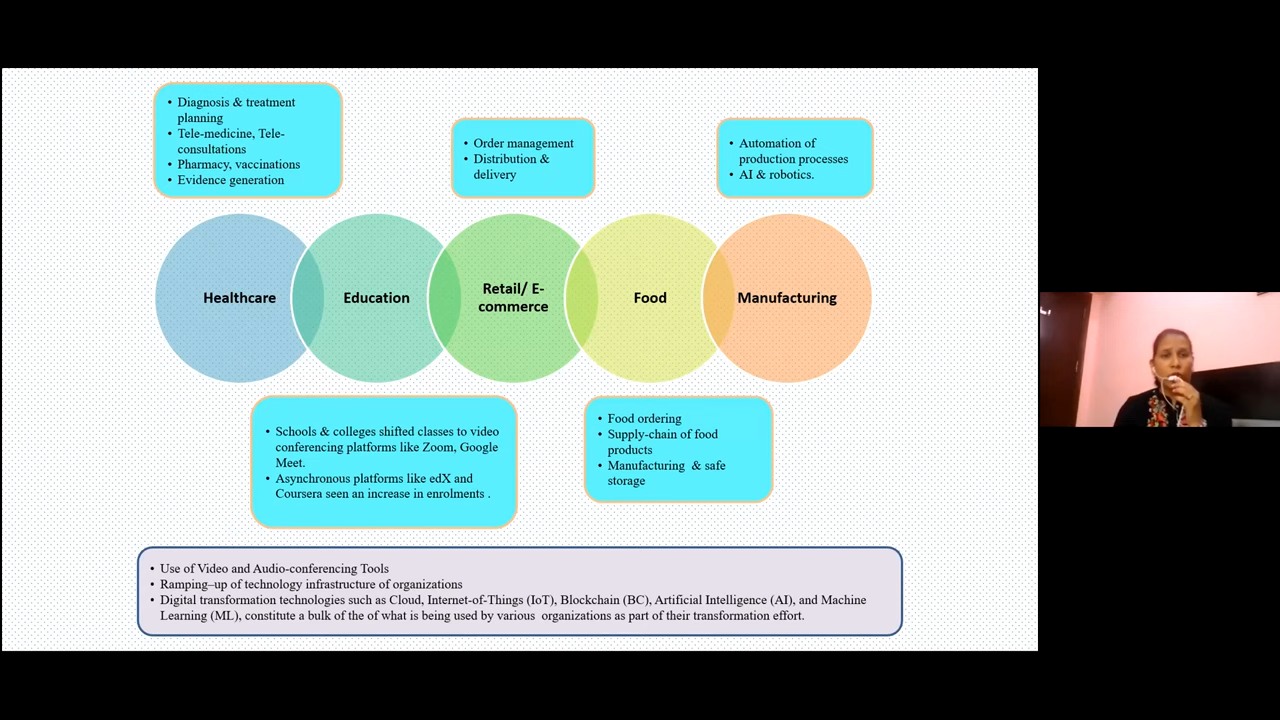 • Diagnosis & treatment
planning
• Tele-medicine, Tele-
consultations
• Pharmacy, vaccinations
• Evidence generation
• Order management
• Distribution &
delivery
• Automation of
production processes
• AI & robotics.
Healthcare
Education
Retail/ E-
commerce
Food
Manufacturing
• Schools & colleges shifted classes to video
conferencing platforms like Zoom, Google
Meet.
• Asynchronous platforms like edX and
Coursera seen an increase in enrolments .
• Food ordering
• Supply-chain of food
products
• Manufacturing & safe
storage
• Use of Video and Audio-conferencing Tools
• Ramping–up of technology infrastructure of organizations
• Digital transformation technologies such as Cloud, Internet-of-Things (IoT), Blockchain (BC), Artificial Intelligence (AI), and Machine
Learning (ML), constitute a bulk of the of what is being used by various organizations as part of their transformation effort.